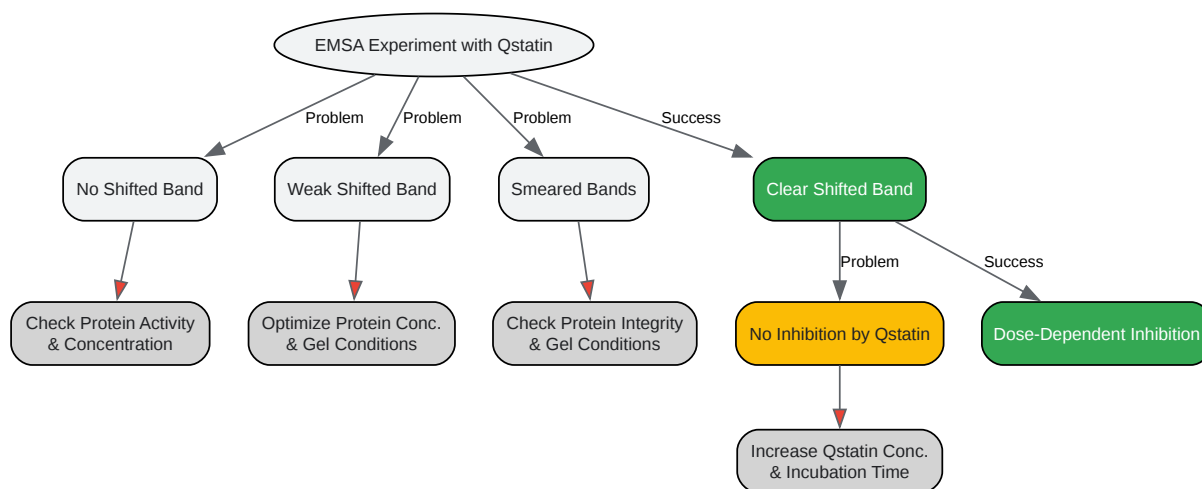 EMSA Experiment with Qstatin
Problem
Problem
Problem
Success
No Shifted Band
Weak Shifted Band
Smeared Bands
Clear Shifted Band
Problem
Success
Check Protein Activity
& Concentration
Optimize Protein Conc.
& Gel Conditions
Check Protein Integrity
& Gel Conditions
No Inhibition by Qstatin
Dose-Dependent Inhibition
Increase Qstatin Conc.
& Incubation Time